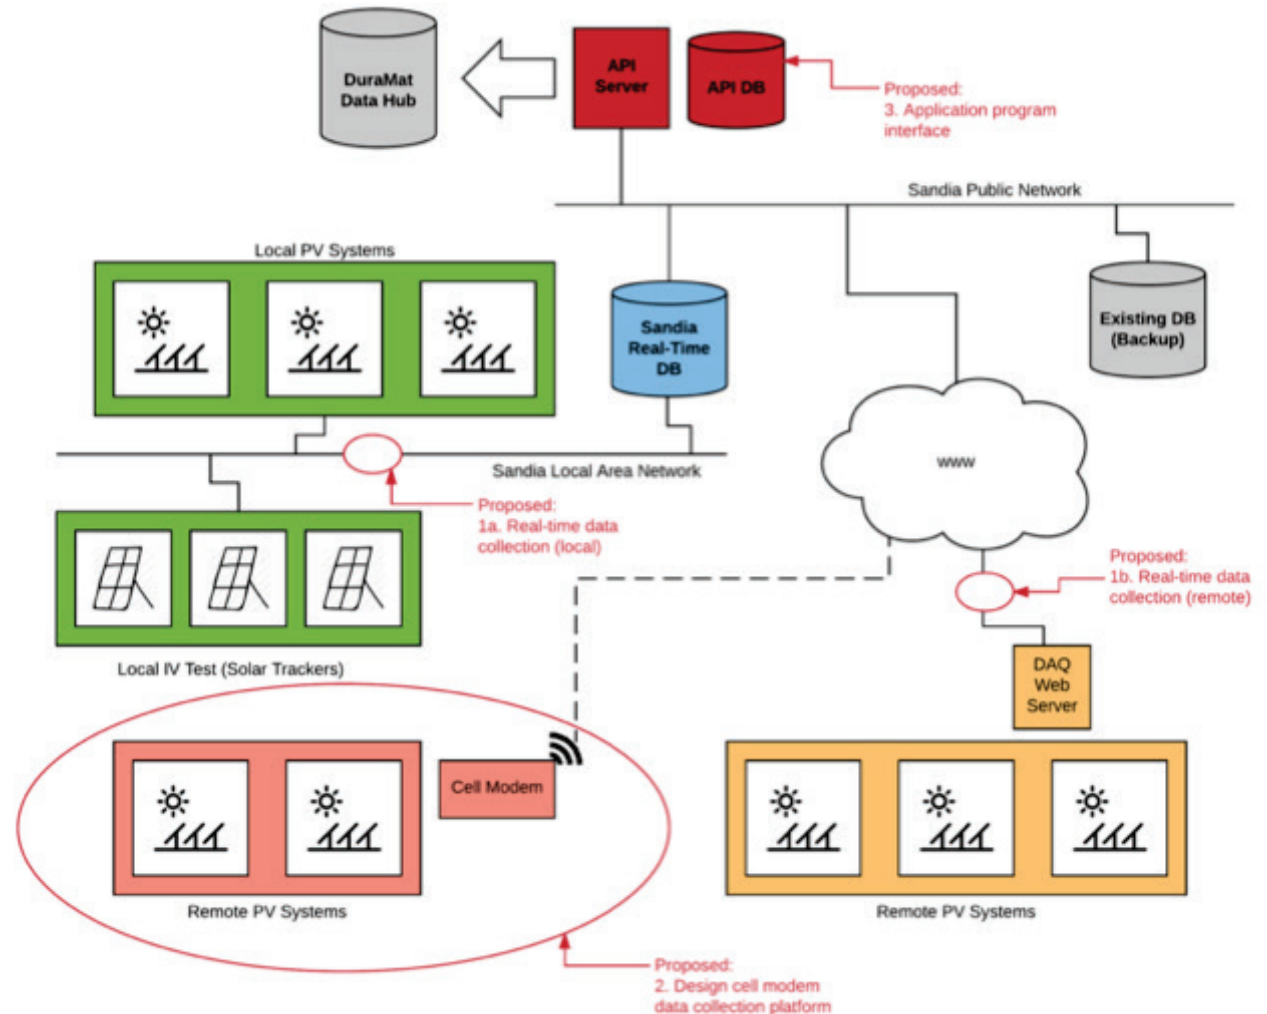 DuraMat
Data Hub
API
Server
API DB
Proposed:
3. Application program
interface
Sandia Public Network
Local PV Systems
Sandia
Real-Time
DB
Existing DB
(Backup)
www
Sandia Local Area Network
Proposed:
1a. Real-time data
collection (local)
Proposed:
1b. Real-time data
collection (remote)
Local IV Test (Solar Trackers)
DAQ
Web
Server
Cell Modem
Remote PV Systems
Remote PV Systems
Proposed:
2. Design cell modem
data collection platform